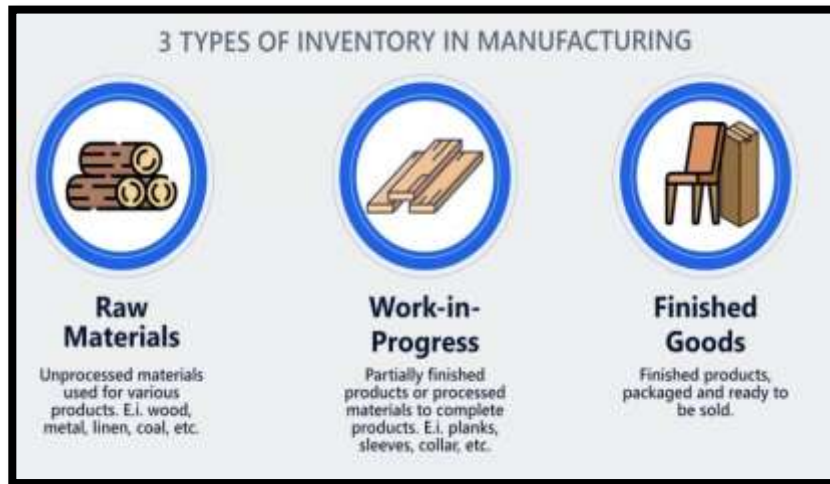 3 TYPES OF INVENTORY IN MANUFACTURING
Raw
Materials
Unprocessed materials
used for various
products. E.i. wood,
metal, linen, coal, etc.
Work-in-
Progress
Partially finished
products or processed
materials to complete
products. E.i. planks,
sleeves, collar, etc.
Finished
Goods
Finished products,
packaged and ready to
be sold.